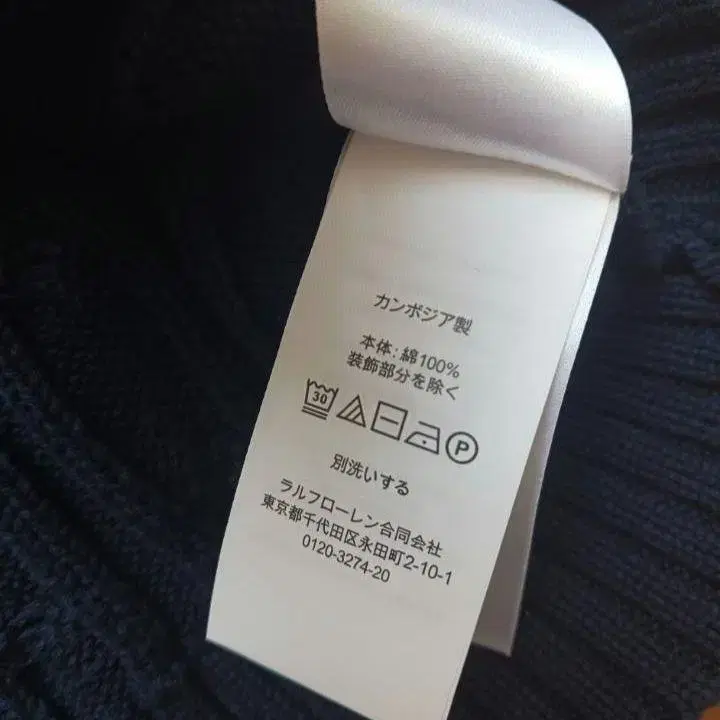 カンボジア製
本体: 綿100%
装飾部分を除く
30 P
別洗いする
ラルフローレン合同会社
東京都千代田区永田町2-10-1
0120-3274-20